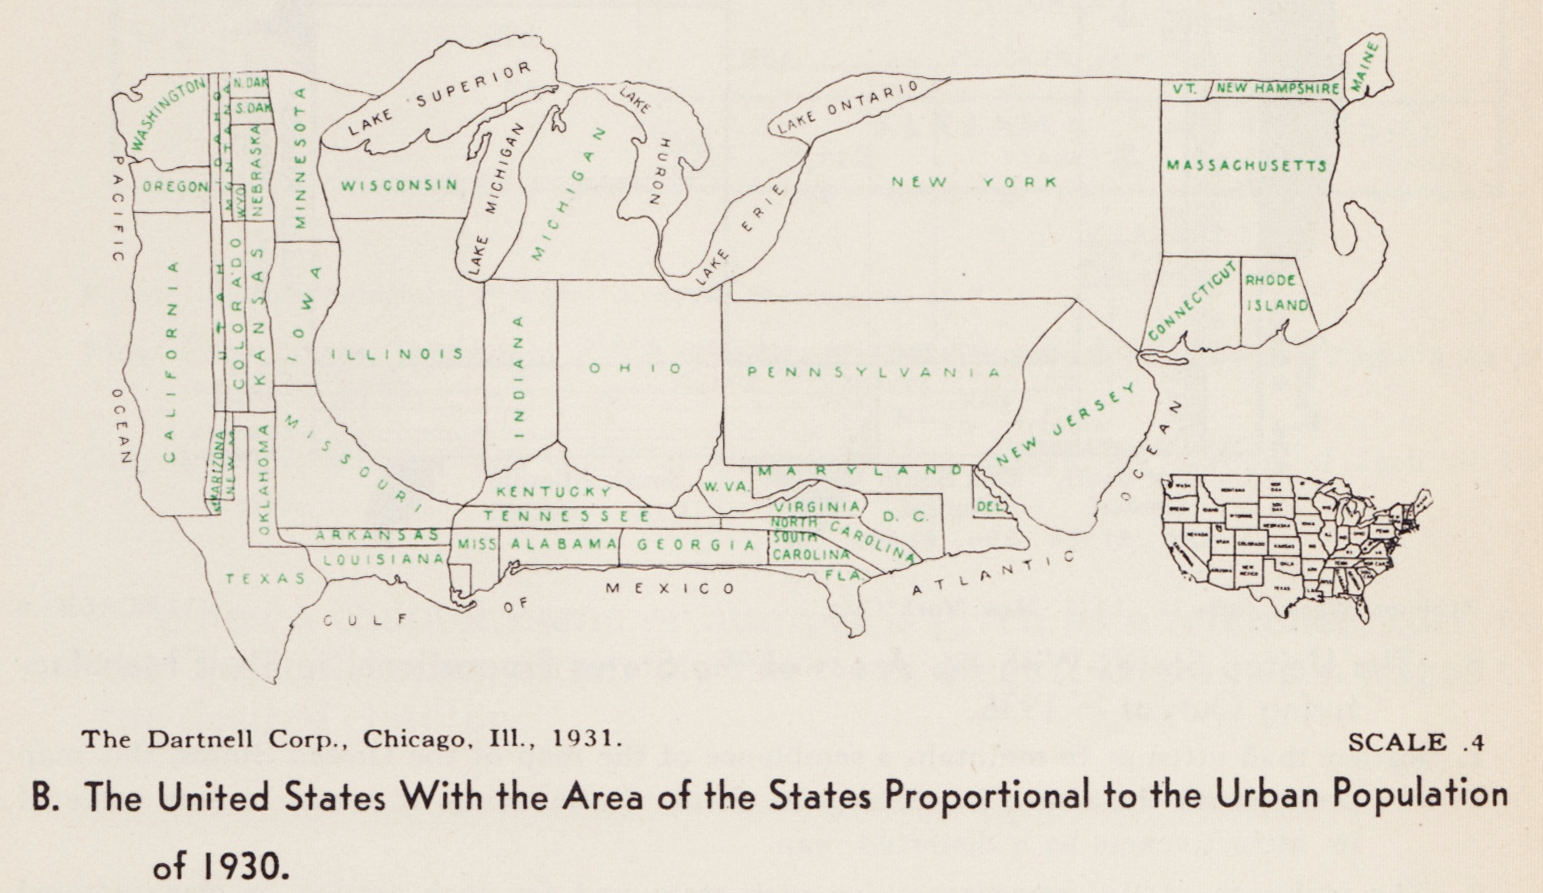 LAKE SUPERIOR
LAKE MICHIGAN
LAKE HURON
LAKE ERIE
LAKE ONTARIO
WASHINGTON
OREGON
CALIFORNIA
IDAHO
MONTANA
N. DAK
S. DAK
NEBRASKA
WYO
MINNESOTA
WISCONSIN
MICHIGAN
NEW YORK
VT.
NEW HAMPSHIRE
MAINE
MASSACHUSETTS
CONNECTICUT
RHODE
ISLAND
UTAH
COLORADO
KANSAS
IOWA
ILLINOIS
INDIANA
OHIO
PENNSYLVANIA
NEW JERSEY
ARIZONA
NEW M
OKLAHOMA
MISSOURI
KENTUCKY
W. VA.
MARYLAND
VIRGINIA
D. C.
DEL
TENNESSEE
NORTH CAROLINA
SOUTH
CAROLINA
ARKANSAS
LOUISIANA
MISS
ALABAMA
GEORGIA
FLA.
TEXAS
PACIFIC OCEAN
GULF OF MEXICO
ATLANTIC OCEAN
The Dartnell Corp., Chicago, Ill., 1931.
SCALE .4
B. The United States With the Area of the States Proportional to the Urban Population
of 1930.